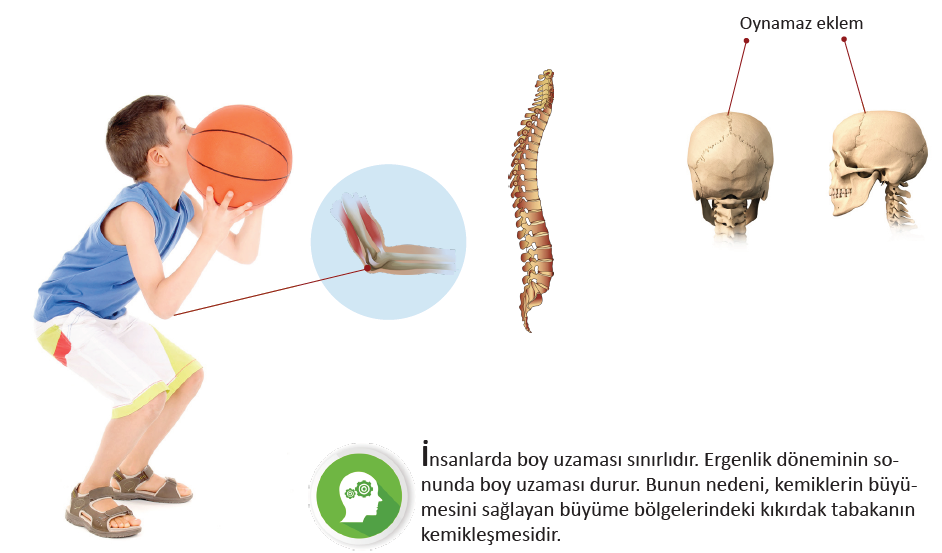 Oynamaz eklem
İnsanlarda boy uzaması sınırlıdır. Ergenlik döneminin so-
nunda boy uzaması durur. Bunun nedeni, kemiklerin büyü-
mesini sağlayan büyüme bölgelerindeki kıkırdak tabakanın
kemikleşmesidir.